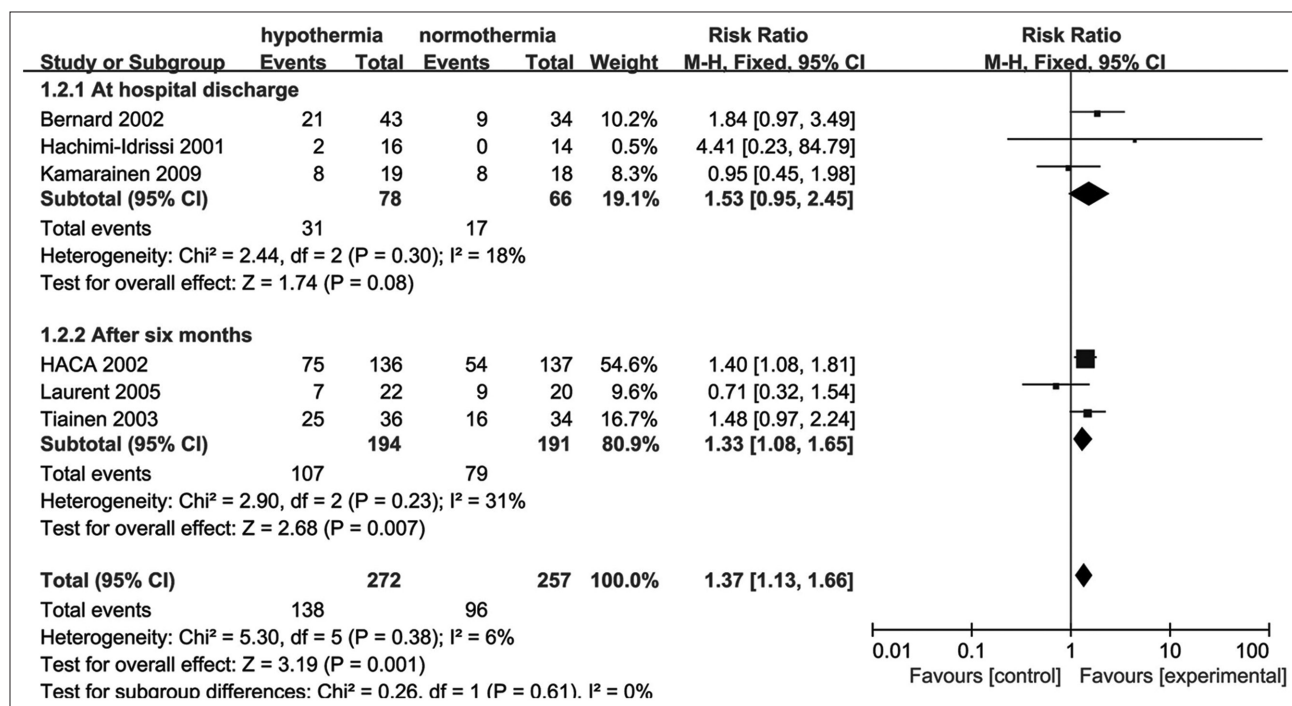 hypothermia normothermia Risk Ratio Risk Ratio
Study or Subgroup Events Total Events Total Weight M-H, Fixed, 95% CI M-H, Fixed, 95% CI
1.2.1 At hospital discharge
Bernard 2002 21 43 9 34 10.2% 1.84 [0.97, 3.49]
Hachimi-Idrissi 2001 2 16 0 14 0.5% 4.41 [0.23, 84.79]
Kamarainen 2009 8 19 8 18 8.3% 0.95 [0.45, 1.98]
Subtotal (95% CI) 78 66 19.1% 1.53 [0.95, 2.45]
Total events 31 17
Heterogeneity: Chi² = 2.44, df = 2 (P = 0.30); I² = 18%
Test for overall effect: Z = 1.74 (P = 0.08)
1.2.2 After six months
HACA 2002 75 136 54 137 54.6% 1.40 [1.08, 1.81]
Laurent 2005 7 22 9 20 9.6% 0.71 [0.32, 1.54]
Tiainen 2003 25 36 16 34 16.7% 1.48 [0.97, 2.24]
Subtotal (95% CI) 194 191 80.9% 1.33 [1.08, 1.65]
Total events 107 79
Heterogeneity: Chi² = 2.90, df = 2 (P = 0.23); I² = 31%
Test for overall effect: Z = 2.68 (P = 0.007)
Total (95% CI) 272 257 100.0% 1.37 [1.13, 1.66]
Total events 138 96
Heterogeneity: Chi² = 5.30, df = 5 (P = 0.38); I² = 6%
Test for overall effect: Z = 3.19 (P = 0.001)
Test for subgroup differences: Chi² = 0.26, df = 1 (P = 0.61), I² = 0%
0.01 0.1 1 10 100
Favours [control] Favours [experimental]